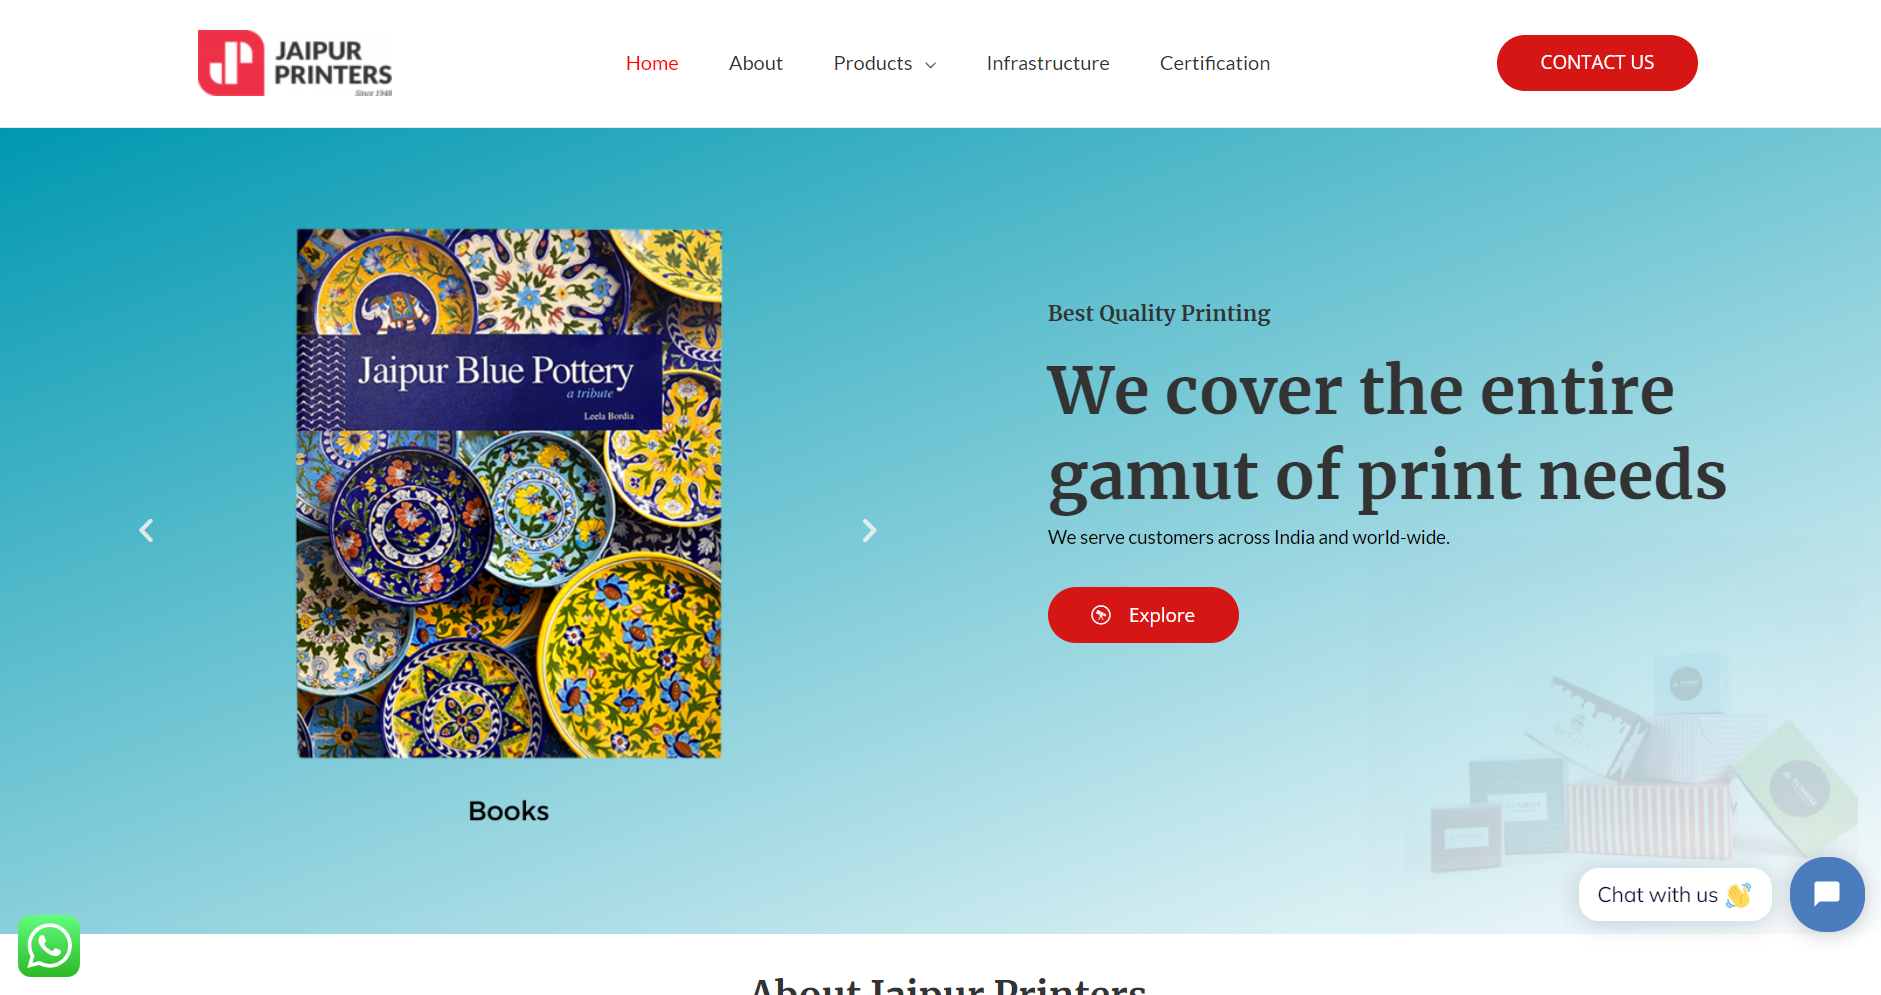 JAIPUR
PRINTERS
Since 1948
Home
About
Products
Infrastructure
Certification
CONTACT US
Jaipur Blue Pottery
a tribute
Leela Bordia
Books
Best Quality Printing
We cover the entire
gamut of print needs
We serve customers across India and world-wide.
Explore
Chat with us 👋
About Jaipur Printers